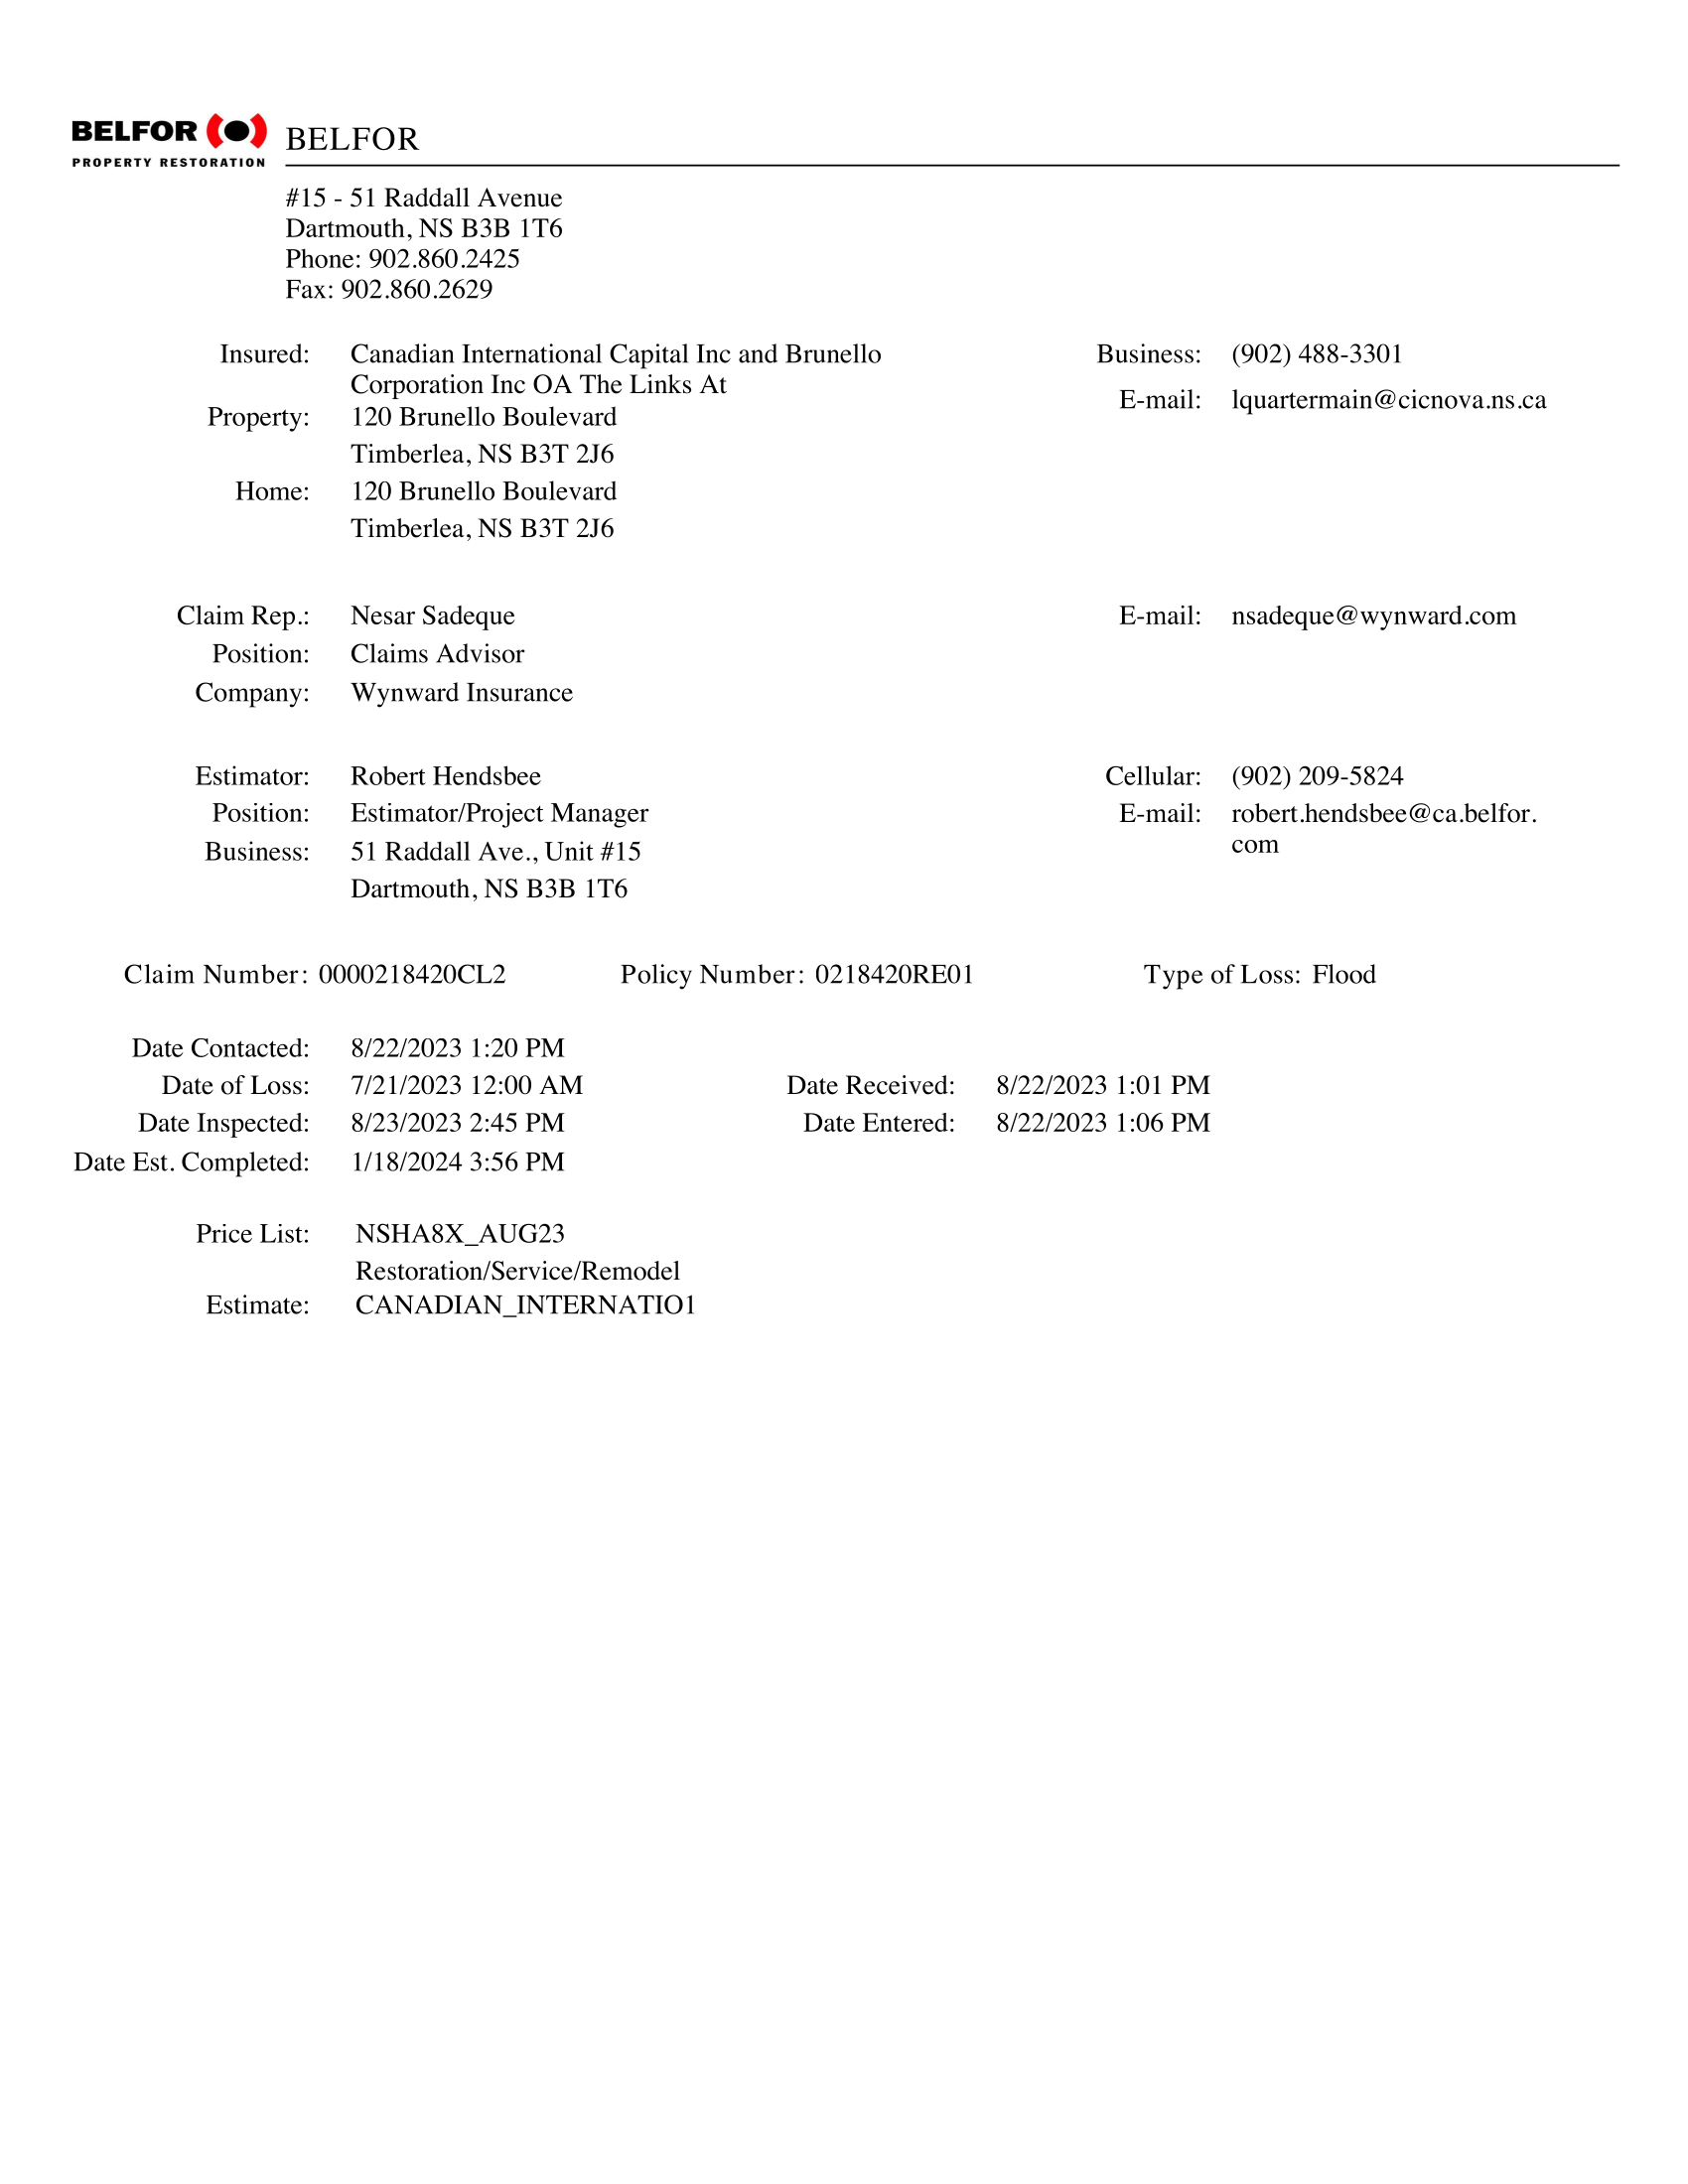 BELFOR
PROPERTY RESTORATION
BELFOR
#15 - 51 Raddall Avenue
Dartmouth, NS B3B 1T6
Phone: 902.860.2425
Fax: 902.860.2629
Insured: Canadian International Capital Inc and Brunello Business: (902) 488-3301
Corporation Inc OA The Links At
E-mail: lquartermain@cicnova.ns.ca
Property: 120 Brunello Boulevard
Timberlea, NS B3T 2J6
Home: 120 Brunello Boulevard
Timberlea, NS B3T 2J6
Claim Rep.: Nesar Sadeque E-mail: nsadeque@wynward.com
Position: Claims Advisor
Company: Wynward Insurance
Estimator: Robert Hendsbee Cellular: (902) 209-5824
Position: Estimator/Project Manager E-mail: robert.hendsbee@ca.belfor.
com
Business: 51 Raddall Ave., Unit #15
Dartmouth, NS B3B 1T6
Claim Number: 0000218420CL2 Policy Number: 0218420RE01 Type of Loss: Flood
Date Contacted: 8/22/2023 1:20 PM
Date of Loss: 7/21/2023 12:00 AM Date Received: 8/22/2023 1:01 PM
Date Inspected: 8/23/2023 2:45 PM Date Entered: 8/22/2023 1:06 PM
Date Est. Completed: 1/18/2024 3:56 PM
Price List: NSHA8X_AUG23
Restoration/Service/Remodel
Estimate: CANADIAN_INTERNATIO1